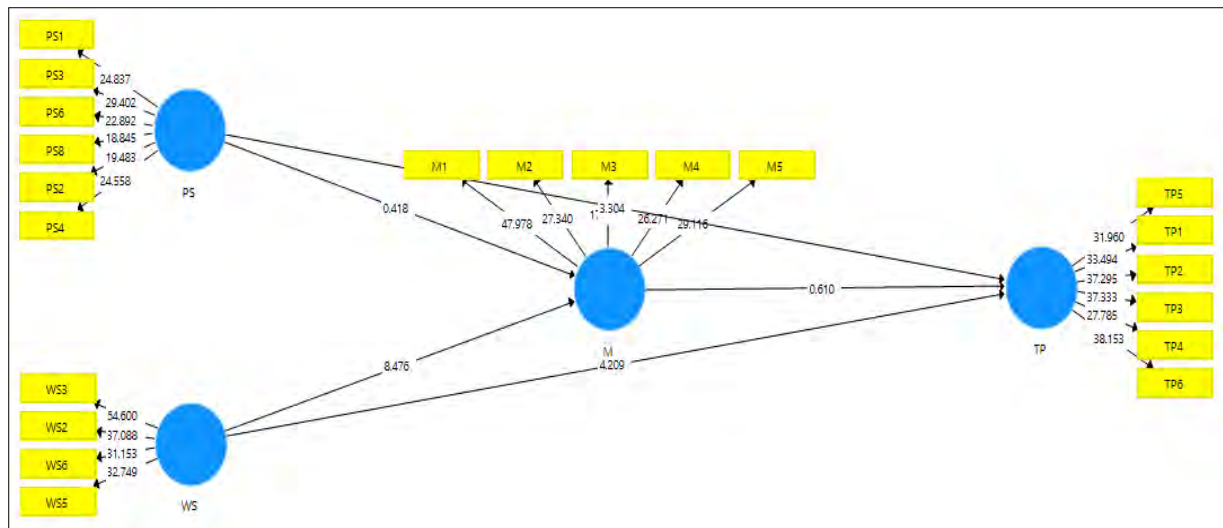 PS1
PS3
PS6
PS8
PS2
PS4
24.837
29.402
22.892
18.845
19.483
24.558
PS
M1
M2
M3
M4
M5
47.978
27.340
3.304
26.271
29.116
0.418
M
0.610
8.476
4.209
WS3
WS2
WS6
WS5
54.600
37.088
31.153
32.749
WS
TP5
TP1
TP2
TP3
TP4
TP6
31.960
33.494
37.295
37.333
27.785
38.153
TP